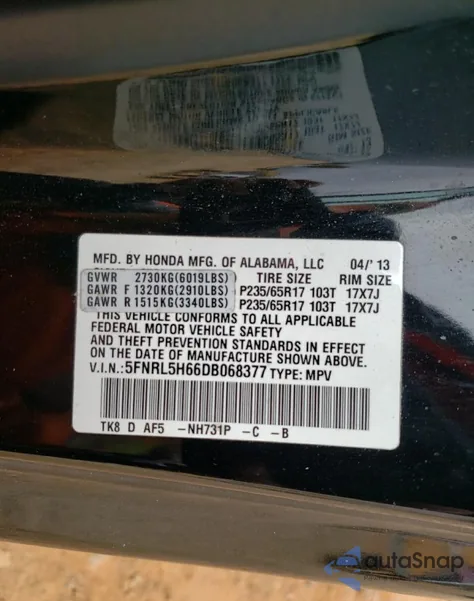 MFD. BY HONDA MFG. OF ALABAMA, LLC 04/'13
GVWR 2730KG(6019LBS) TIRE SIZE RIM SIZE
GAWR F 1320KG(2910LBS) P235/65R17 103T 17X7J
GAWR R 1515KG(3340LBS) P235/65R17 103T 17X7J
THIS VEHICLE CONFORMS TO ALL APPLICABLE
FEDERAL MOTOR VEHICLE SAFETY
AND THEFT PREVENTION STANDARDS IN EFFECT
ON THE DATE OF MANUFACTURE SHOWN ABOVE.
V.I.N.:5FNRL5H66DB068377 TYPE: MPV
TK8 D AF5 -NH731P -C -B
autaSnap